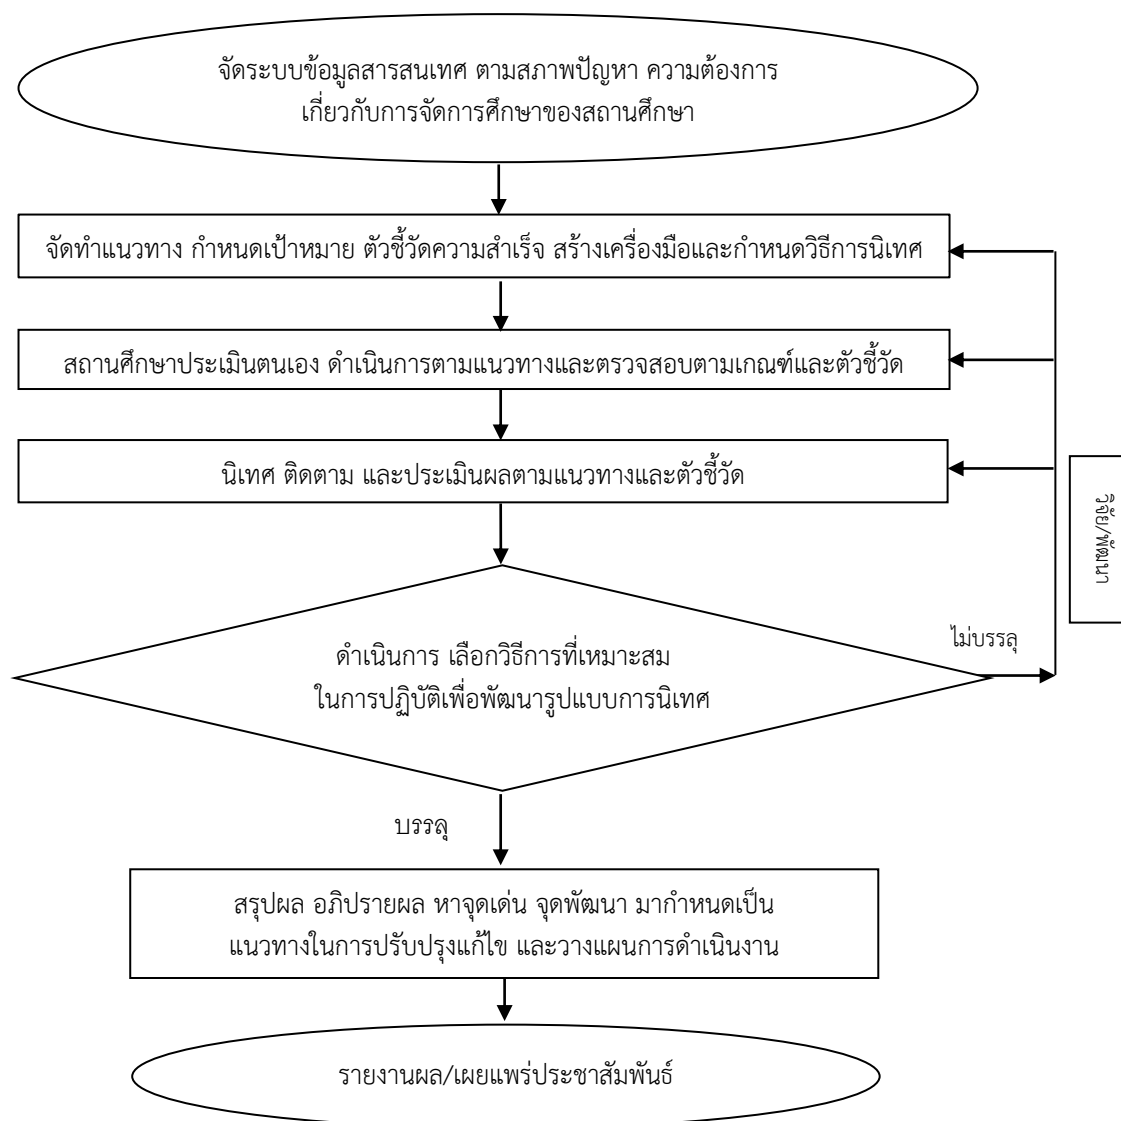 จัดระบบข้อมูลสารสนเทศ ตามสภาพปัญหา ความต้องการ
เกี่ยวกับการจัดการศึกษาของสถานศึกษา
จัดทำแนวทาง กำหนดเป้าหมาย ตัวชี้วัดความสำเร็จ สร้างเครื่องมือและกำหนดวิธีการนิเทศ
สถานศึกษาประเมินตนเอง ดำเนินการตามแนวทางและตรวจสอบตามเกณฑ์และตัวชี้วัด
นิเทศ ติดตาม และประเมินผลตามแนวทางและตัวชี้วัด
วิจัย/พัฒนา
ไม่บรรลุ
ดำเนินการ เลือกวิธีการที่เหมาะสม
ในการปฏิบัติเพื่อพัฒนารูปแบบการนิเทศ
บรรลุ
สรุปผล อภิปรายผล หาจุดเด่น จุดพัฒนา มากำหนดเป็น
แนวทางในการปรับปรุงแก้ไข และวางแผนการดำเนินงาน
รายงานผล/เผยแพร่ประชาสัมพันธ์